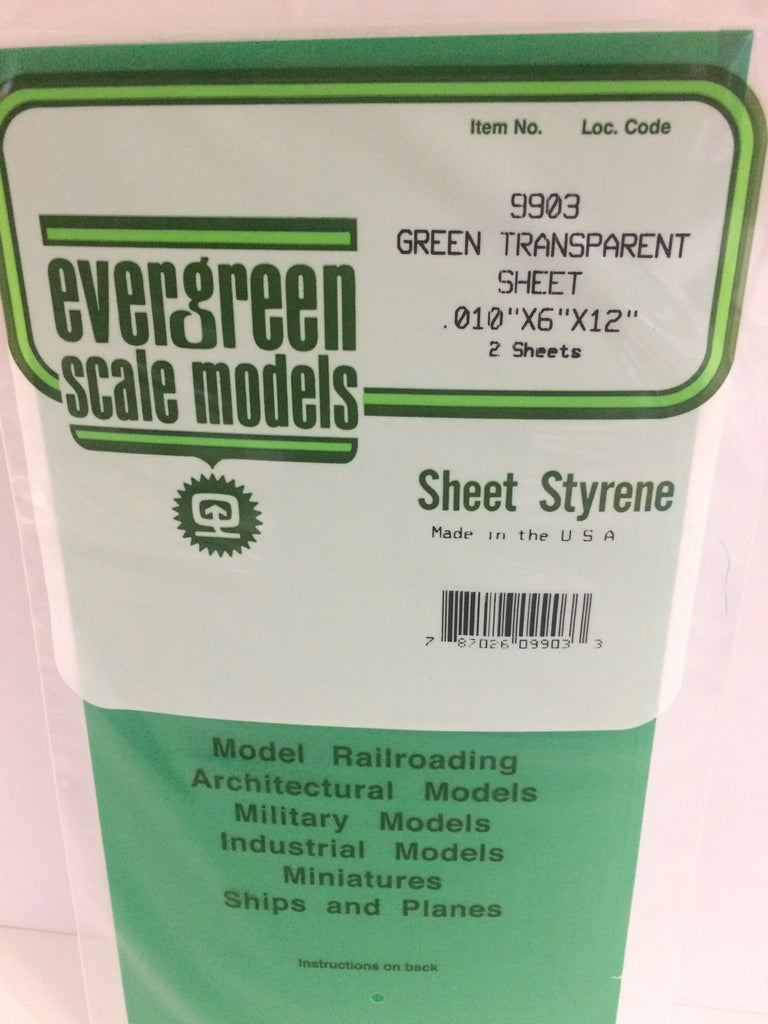 Item No. Loc. Code
9903
GREEN TRANSPARENT
SHEET
.010"X6"X12"
2 Sheets
evergreen
scale models
Sheet Styrene
Made in the U S A
7 87026 09903 3
Model Railroading
Architectural Models
Military Models
Industrial Models
Miniatures
Ships and Planes
Instructions on back